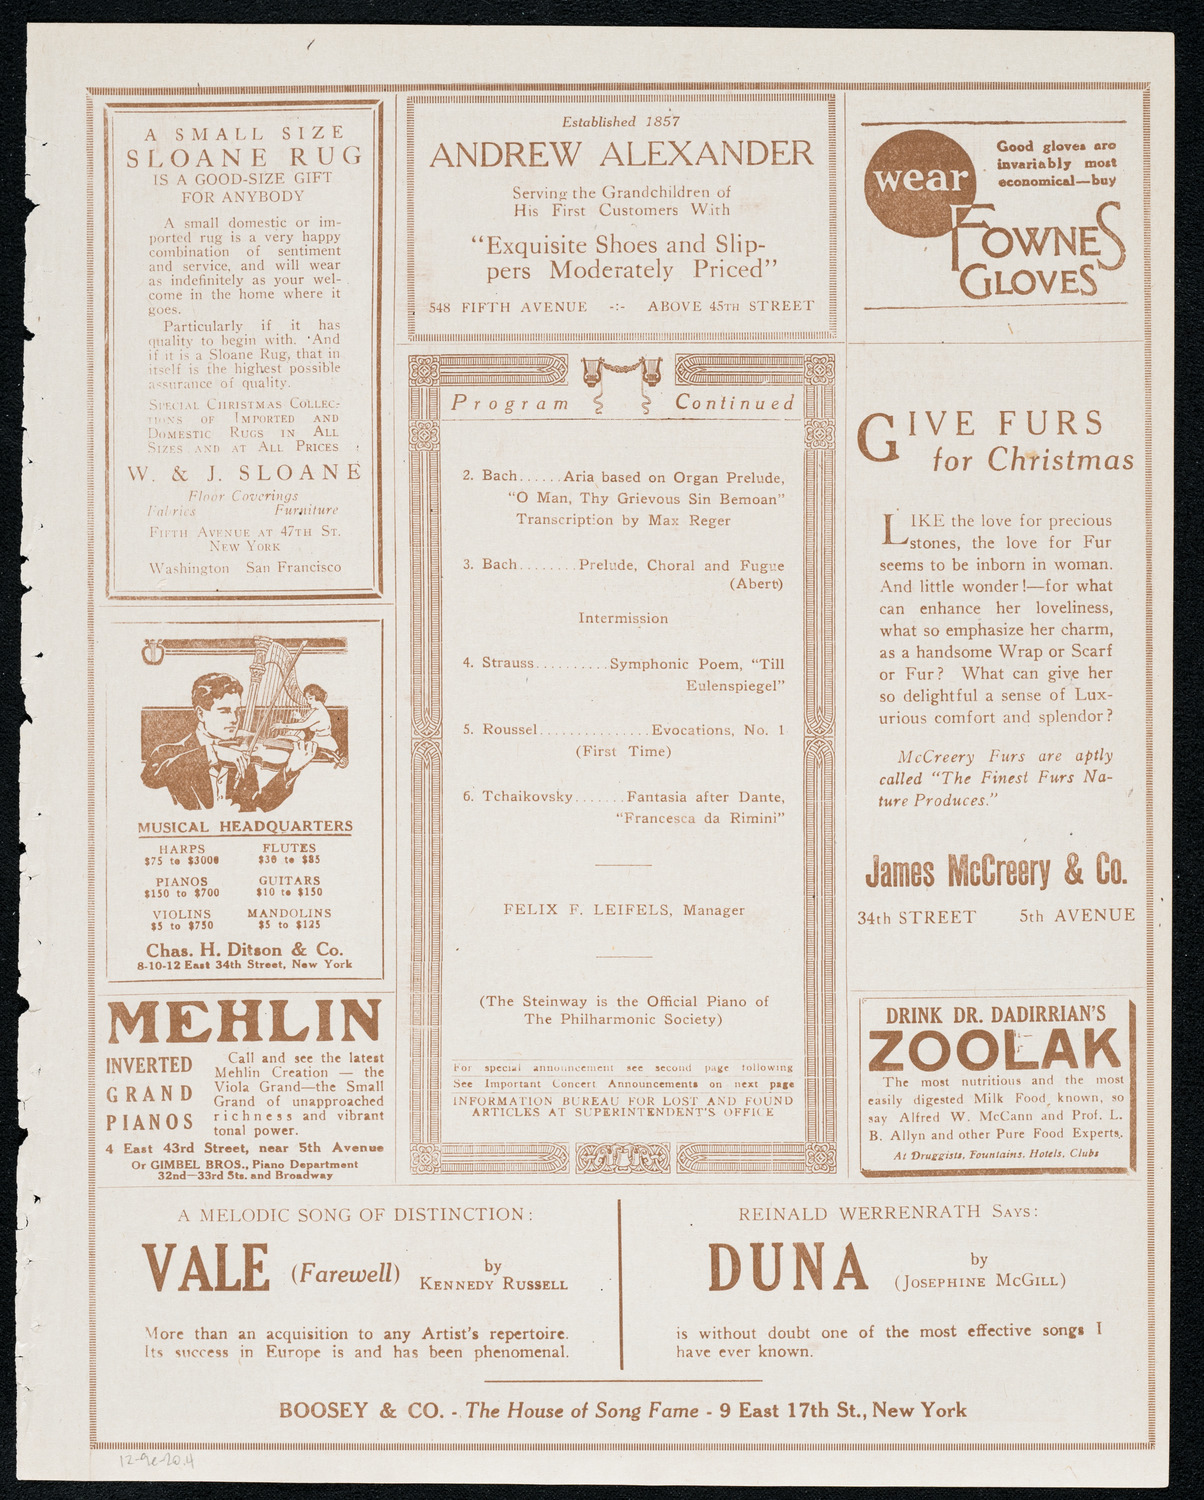 A SMALL SIZE
SLOANE RUG
IS A GOOD-SIZE GIFT
FOR ANYBODY
A small domestic or im-
ported rug is a very happy
combination of sentiment
and service, and will wear
as indefinitely as your wel-
come in the home where it
goes.
Particularly if it has
quality to begin with. And
if it is a Sloane Rug, that in
itself is the highest possible
assurance of quality.
SPECIAL CHRISTMAS COLLEC-
TIONS OF IMPORTED AND
DOMESTIC RUGS IN ALL
SIZES AND AT ALL PRICES
W. & J. SLOANE
Floor Coverings
Fabrics Furniture
FIFTH AVENUE AT 47TH ST.
NEW YORK
Washington San Francisco
MUSICAL HEADQUARTERS
HARPS FLUTES
$75 to $3000 $30 to $85
PIANOS GUITARS
$150 to $700 $10 to $150
VIOLINS MANDOLINS
$5 to $750 $5 to $125
Chas. H. Ditson & Co.
8-10-12 East 34th Street, New York
MEHLIN
INVERTED
GRAND
PIANOS
Call and see the latest
Mehlin Creation — the
Viola Grand—the Small
Grand of unapproached
richness and vibrant
tonal power.
4 East 43rd Street, near 5th Avenue
Or GIMBEL BROS., Piano Department
32nd—33rd Sts. and Broadway
Established 1857
ANDREW ALEXANDER
Serving the Grandchildren of
His First Customers With
"Exquisite Shoes and Slip-
pers Moderately Priced"
548 FIFTH AVENUE -:- ABOVE 45TH STREET
Program Continued
2. Bach......Aria based on Organ Prelude,
"O Man, Thy Grievous Sin Bemoan"
Transcription by Max Reger
3. Bach........Prelude, Choral and Fugue
(Abert)
Intermission
4. Strauss..........Symphonic Poem, "Till
Eulenspiegel"
5. Roussel...............Evocations, No. 1
(First Time)
6. Tchaikovsky.......Fantasia after Dante,
"Francesca da Rimini"
FELIX F. LEIFELS, Manager
(The Steinway is the Official Piano of
The Philharmonic Society)
For special announcement see second page following
See Important Concert Announcements on next page
INFORMATION BUREAU FOR LOST AND FOUND
ARTICLES AT SUPERINTENDENT'S OFFICE
wear
Good gloves are
invariably most
economical—buy
FOWNES
GLOVES
GIVE FURS
for Christmas
LIKE the love for precious
stones, the love for Fur
seems to be inborn in woman.
And little wonder!—for what
can enhance her loveliness,
what so emphasize her charm,
as a handsome Wrap or Scarf
or Fur? What can give her
so delightful a sense of Lux-
urious comfort and splendor?
McCreery Furs are aptly
called "The Finest Furs Na-
ture Produces."
James McCreery & Co.
34th STREET 5th AVENUE
DRINK DR. DADIRRIAN'S
ZOOLAK
The most nutritious and the most
easily digested Milk Food, known, so
say Alfred W. McCann and Prof. L.
B. Allyn and other Pure Food Experts.
At Druggists, Fountains, Hotels, Clubs
A MELODIC SONG OF DISTINCTION:
VALE (Farewell) by
KENNEDY RUSSELL
More than an acquisition to any Artist's repertoire.
Its success in Europe is and has been phenomenal.
REINALD WERRENRATH SAYS:
DUNA by
(JOSEPHINE MCGILL)
is without doubt one of the most effective songs I
have ever known.
BOOSEY & CO. - The House of Song Fame - 9 East 17th St., New York